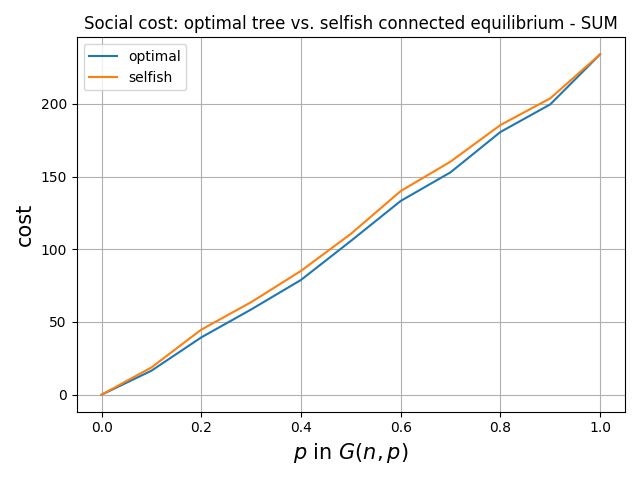 Social cost: optimal tree vs. selfish connected equilibrium - SUM
optimal
selfish
cost
200
150
100
50
0
0.0 0.2 0.4 0.6 0.8 1.0
p in G(n, p)